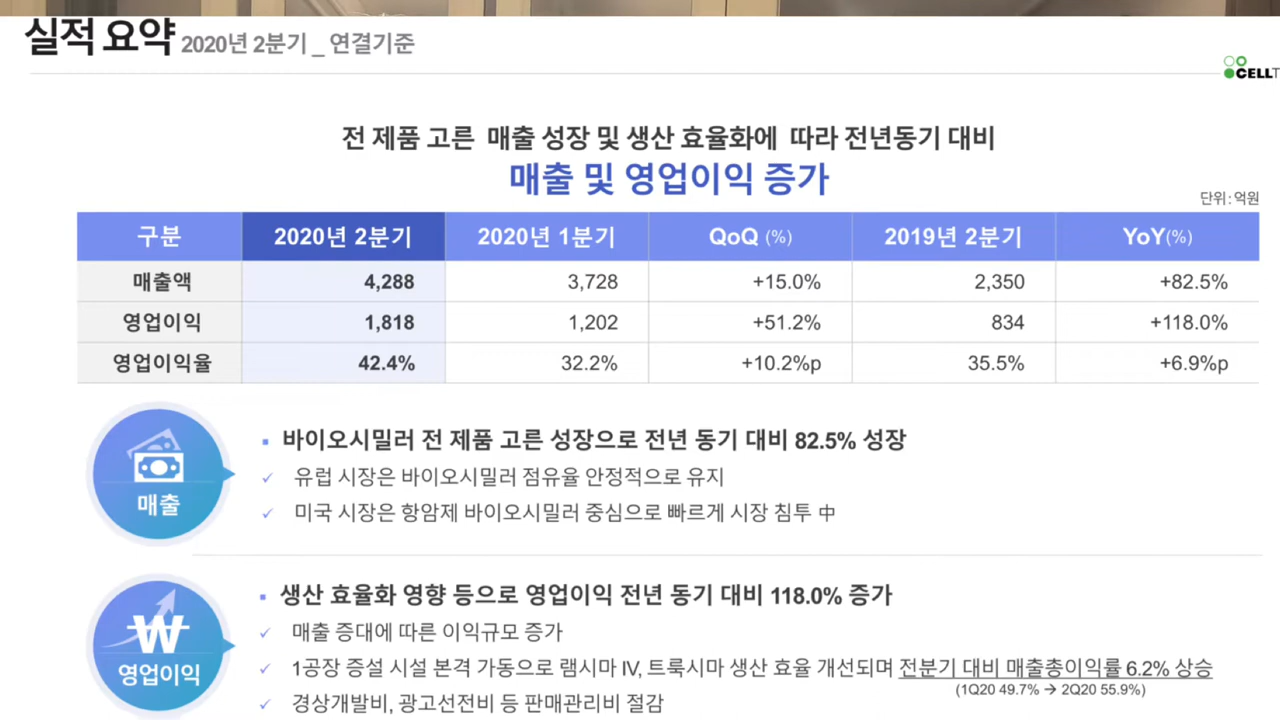 실적 요약 2020년 2분기 _ 연결기준
CELLT
전 제품 고른 매출 성장 및 생산 효율화에 따라 전년동기 대비
매출 및 영업이익 증가
단위 : 억원
구분 2020년 2분기 2020년 1분기 QoQ (%) 2019년 2분기 YoY(%)
매출액 4,288 3,728 +15.0% 2,350 +82.5%
영업이익 1,818 1,202 +51.2% 834 +118.0%
영업이익율 42.4% 32.2% +10.2%p 35.5% +6.9%p
매출
▪ 바이오시밀러 전 제품 고른 성장으로 전년 동기 대비 82.5% 성장
✓ 유럽 시장은 바이오시밀러 점유율 안정적으로 유지
✓ 미국 시장은 항암제 바이오시밀러 중심으로 빠르게 시장 침투 中
₩
영업이익
▪ 생산 효율화 영향 등으로 영업이익 전년 동기 대비 118.0% 증가
✓ 매출 증대에 따른 이익규모 증가
✓ 1공장 증설 시설 본격 가동으로 램시마 IV, 트룩시마 생산 효율 개선되며 전분기 대비 매출총이익률 6.2% 상승
(1Q20 49.7% → 2Q20 55.9%)
✓ 경상개발비, 광고선전비 등 판매관리비 절감